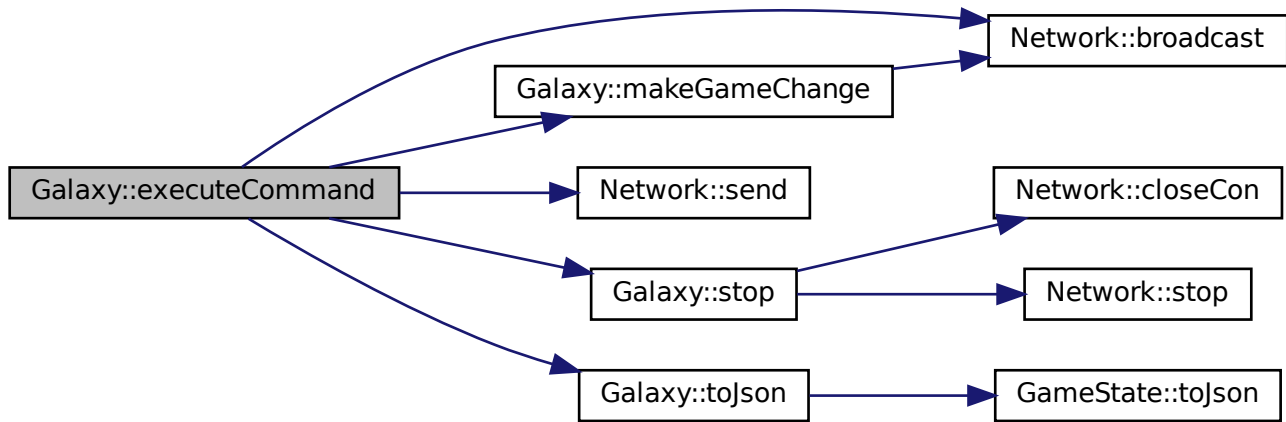 Network::broadcast
Galaxy::makeGameChange
Galaxy::executeCommand
Network::send
Network::closeCon
Galaxy::stop
Network::stop
Galaxy::toJson
GameState::toJson